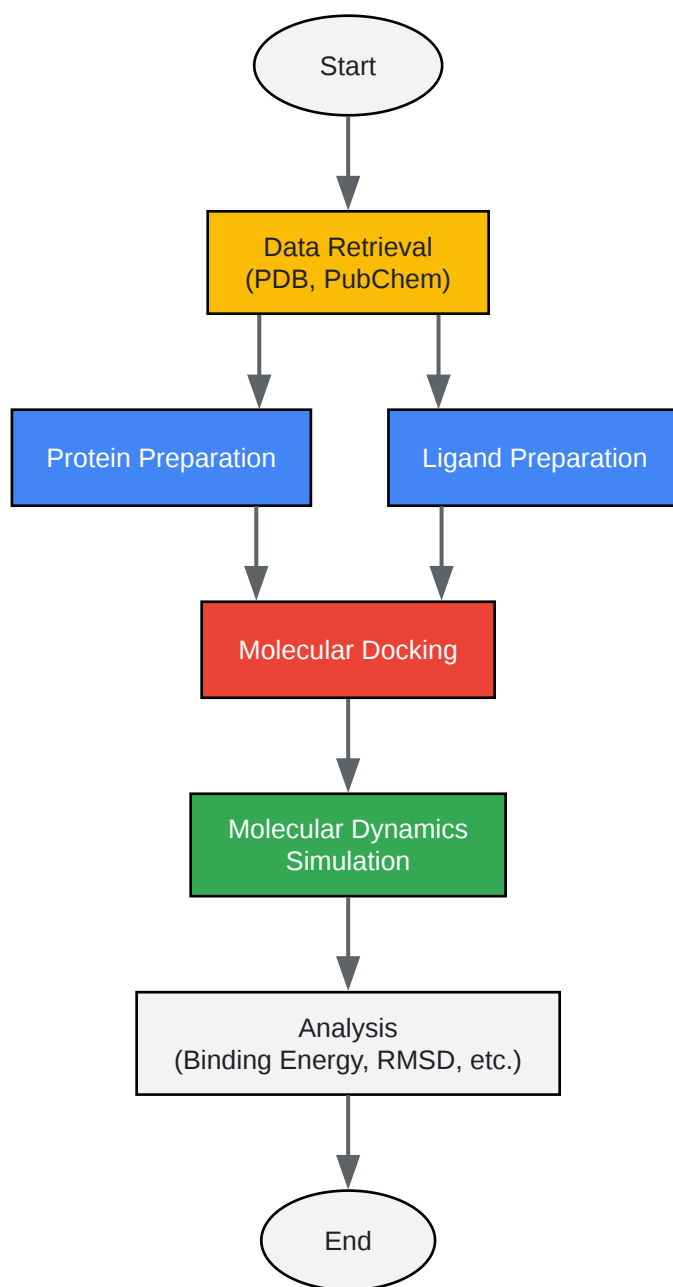 Start
Data Retrieval
(PDB, PubChem)
Protein Preparation
Ligand Preparation
Molecular Docking
Molecular Dynamics
Simulation
Analysis
(Binding Energy, RMSD, etc.)
End